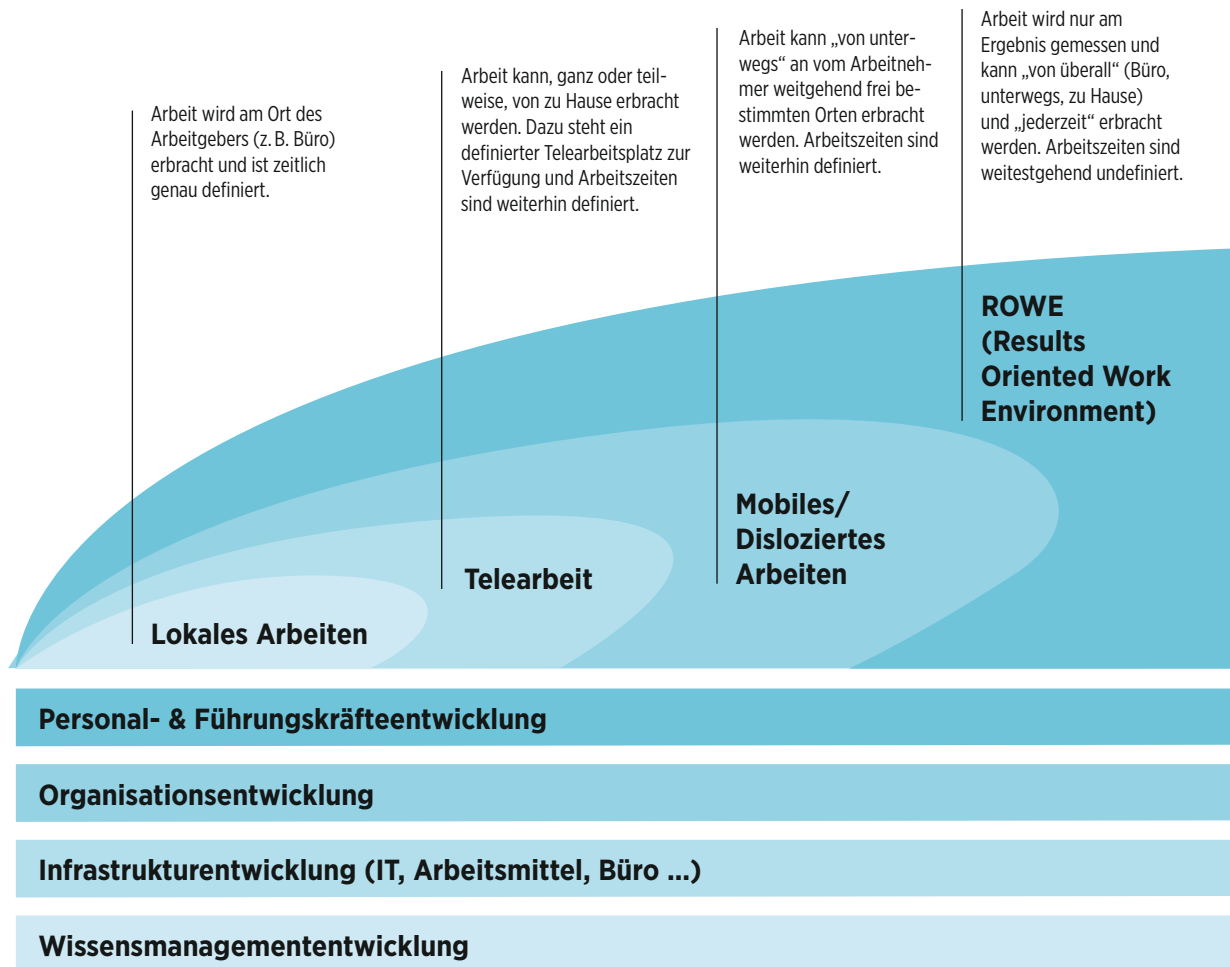 Arbeit wird am Ort des
Arbeitgebers (z. B. Büro)
erbracht und ist zeitlich
genau definiert.
Arbeit kann, ganz oder teil-
weise, von zu Hause erbracht
werden. Dazu steht ein
definierter Telearbeitsplatz zur
Verfügung und Arbeitszeiten
sind weiterhin definiert.
Arbeit kann „von unter-
wegs“ an vom Arbeitneh-
mer weitgehend frei be-
stimmten Orten erbracht
werden. Arbeitszeiten sind
weiterhin definiert.
Arbeit wird nur am
Ergebnis gemessen und
kann „von überall“ (Büro,
unterwegs, zu Hause)
und „jederzeit“ erbracht
werden. Arbeitszeiten sind
weitestgehend undefiniert.
Lokales Arbeiten
Telearbeit
Mobiles/
Disloziertes
Arbeiten
ROWE
(Results
Oriented Work
Environment)
Personal- & Führungskräfteentwicklung
Organisationsentwicklung
Infrastrukturentwicklung (IT, Arbeitsmittel, Büro ...)
Wissensmanagemententwicklung